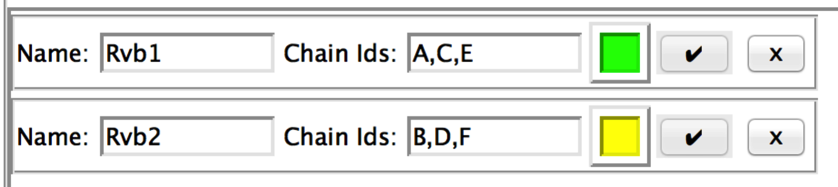 Name: Rvb1 Chain Ids: A,C,E ✔ x
Name: Rvb2 Chain Ids: B,D,F ✔ x